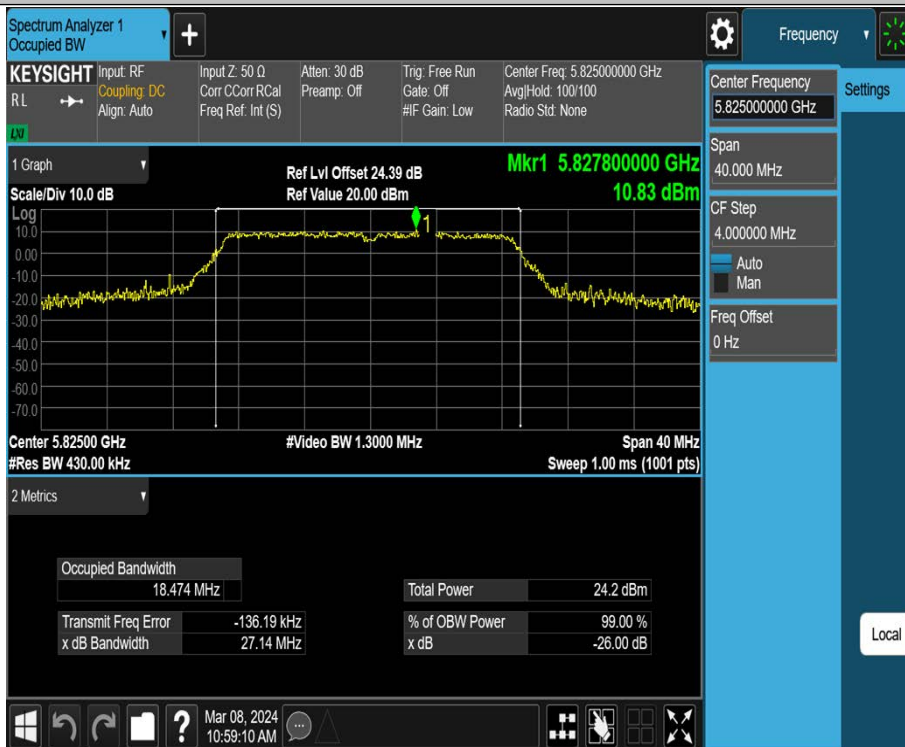 Spectrum Analyzer 1
Occupied BW
+
Frequency
KEYSIGHT
RL
LXI
Input: RF
Coupling: DC
Align: Auto
Input Z: 50 Ω
Corr CCorr RCal
Freq Ref: Int (S)
Atten: 30 dB
Preamp: Off
Trig: Free Run
Gate: Off
#IF Gain: Low
Center Freq: 5.825000000 GHz
Avg|Hold: 100/100
Radio Std: None
Center Frequency
5.825000000 GHz
Settings
Span
40.000 MHz
CF Step
4.000000 MHz
Auto
Man
Freq Offset
0 Hz
1 Graph
Scale/Div 10.0 dB
Ref Lvl Offset 24.39 dB
Ref Value 20.00 dBm
Mkr1 5.827800000 GHz
10.83 dBm
Log
10.0
0.00
-10.0
-20.0
-30.0
-40.0
-50.0
-60.0
-70.0
1
Center 5.82500 GHz
#Video BW 1.3000 MHz
Span 40 MHz
#Res BW 430.00 kHz
Sweep 1.00 ms (1001 pts)
2 Metrics
Occupied Bandwidth
18.474 MHz
Total Power 24.2 dBm
Transmit Freq Error -136.19 kHz
% of OBW Power 99.00 %
x dB Bandwidth 27.14 MHz
x dB -26.00 dB
Local
?
Mar 08, 2024
10:59:10 AM